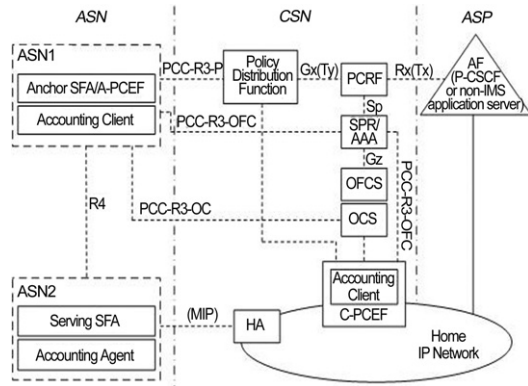 ASN
CSN
ASP
ASN1
Anchor SFA/A-PCEF
Accounting Client
PCC-R3-P
Policy
Distribution
Function
Gx(Ty)
PCRF
Rx(Tx)
AF
(P-CSCF
or non-IMS
application server)
Sp
PCC-R3-OFC
SPR/
AAA
Gz
OFCS
PCC-R3-OFC
R4
PCC-R3-OC
OCS
ASN2
Serving SFA
Accounting Agent
(MIP)
HA
Accounting
Client
C-PCEF
Home
IP Network